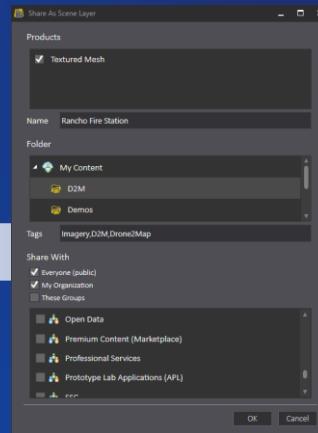 Share As Scene Layer
Products
Textured Mesh
Name Rancho Fire Station
Folder
My Content
D2M
Demos
Tags Imagery,D2M,Drone2Map
Share With
Everyone (public)
My Organization
These Groups
Open Data
Premium Content (Marketplace)
Professional Services
Prototype Lab Applications (APL)
OK Cancel